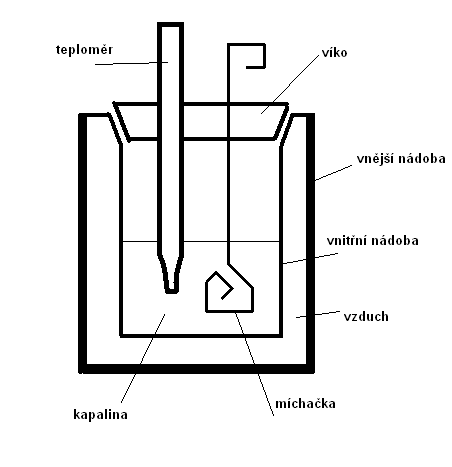 teploměr
víko
vnější nádoba
vnitřní nádoba
vzduch
míchačka
kapalina